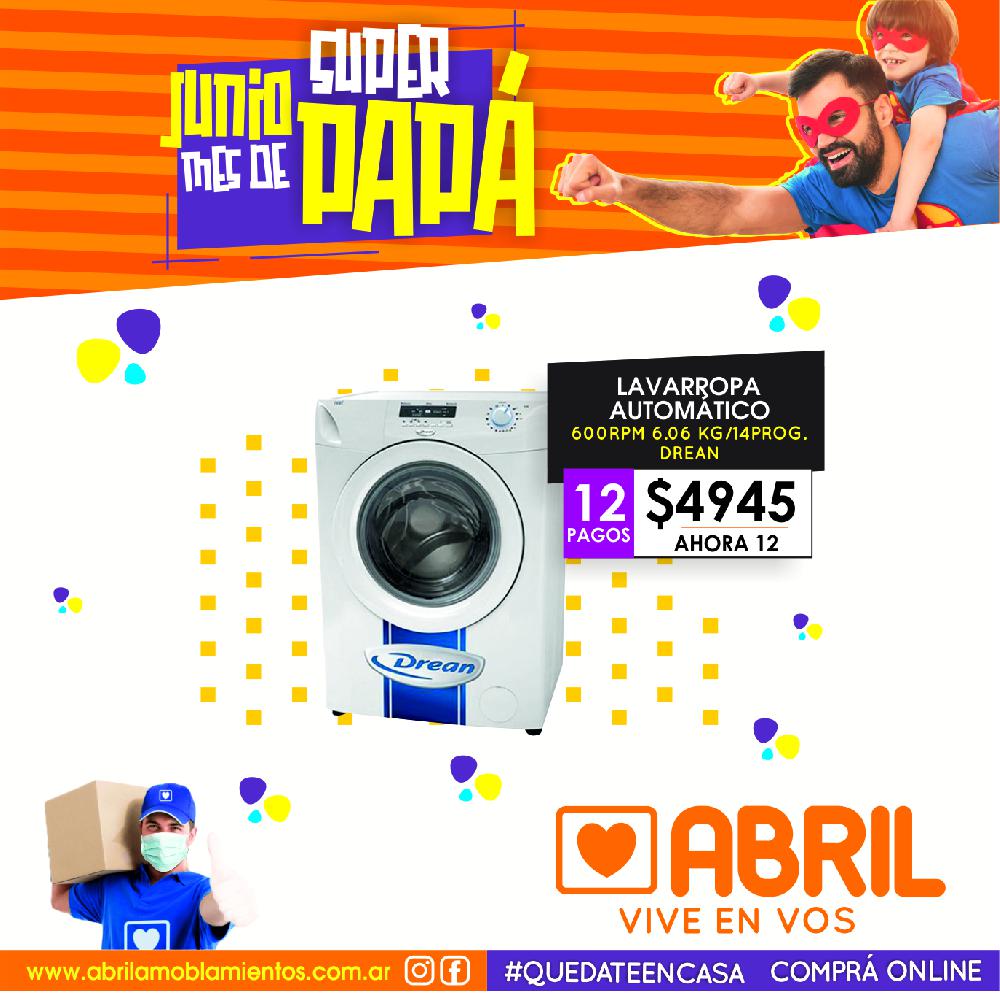 JUNIO
MES DE
SUPER
PAPÁ
LAVARROPA
AUTOMÁTICO
600RPM 6.06 KG/14PROG.
DREAN
12
PAGOS
$4945
AHORA 12
Drean
ABRIL
VIVE EN VOS
www.abrilamoblamientos.com.ar
#QUEDATEENCASA
COMPRÁ ONLINE